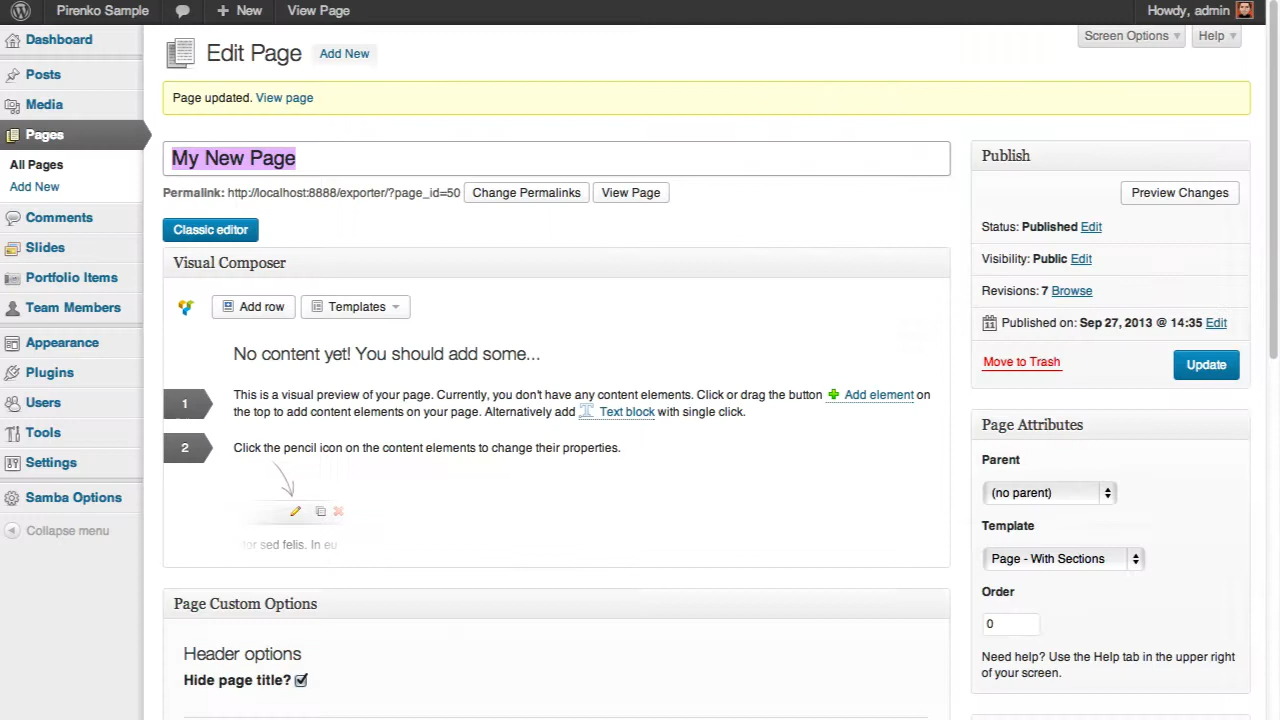 Pirenko Sample
New
View Page
Howdy, admin
Dashboard
Posts
Media
Pages
All Pages
Add New
Comments
Slides
Portfolio Items
Team Members
Appearance
Plugins
Users
Tools
Settings
Samba Options
Collapse menu
Screen Options
Help
Edit Page
Add New
Page updated. View page
My New Page
Permalink: http://localhost:8888/exporter/?page_id=50
Change Permalinks
View Page
Classic editor
Visual Composer
Add row
Templates
No content yet! You should add some...
1
This is a visual preview of your page. Currently, you don't have any content elements. Click or drag the button Add element on
the top to add content elements on your page. Alternatively add Text block with single click.
2
Click the pencil icon on the content elements to change their properties.
tor sed felis. In eu
Page Custom Options
Header options
Hide page title?
Publish
Preview Changes
Status: Published Edit
Visibility: Public Edit
Revisions: 7 Browse
11
Published on: Sep 27, 2013 @ 14:35 Edit
Move to Trash
Update
Page Attributes
Parent
(no parent)
Template
Page - With Sections
Order
0
Need help? Use the Help tab in the upper right
of your screen.